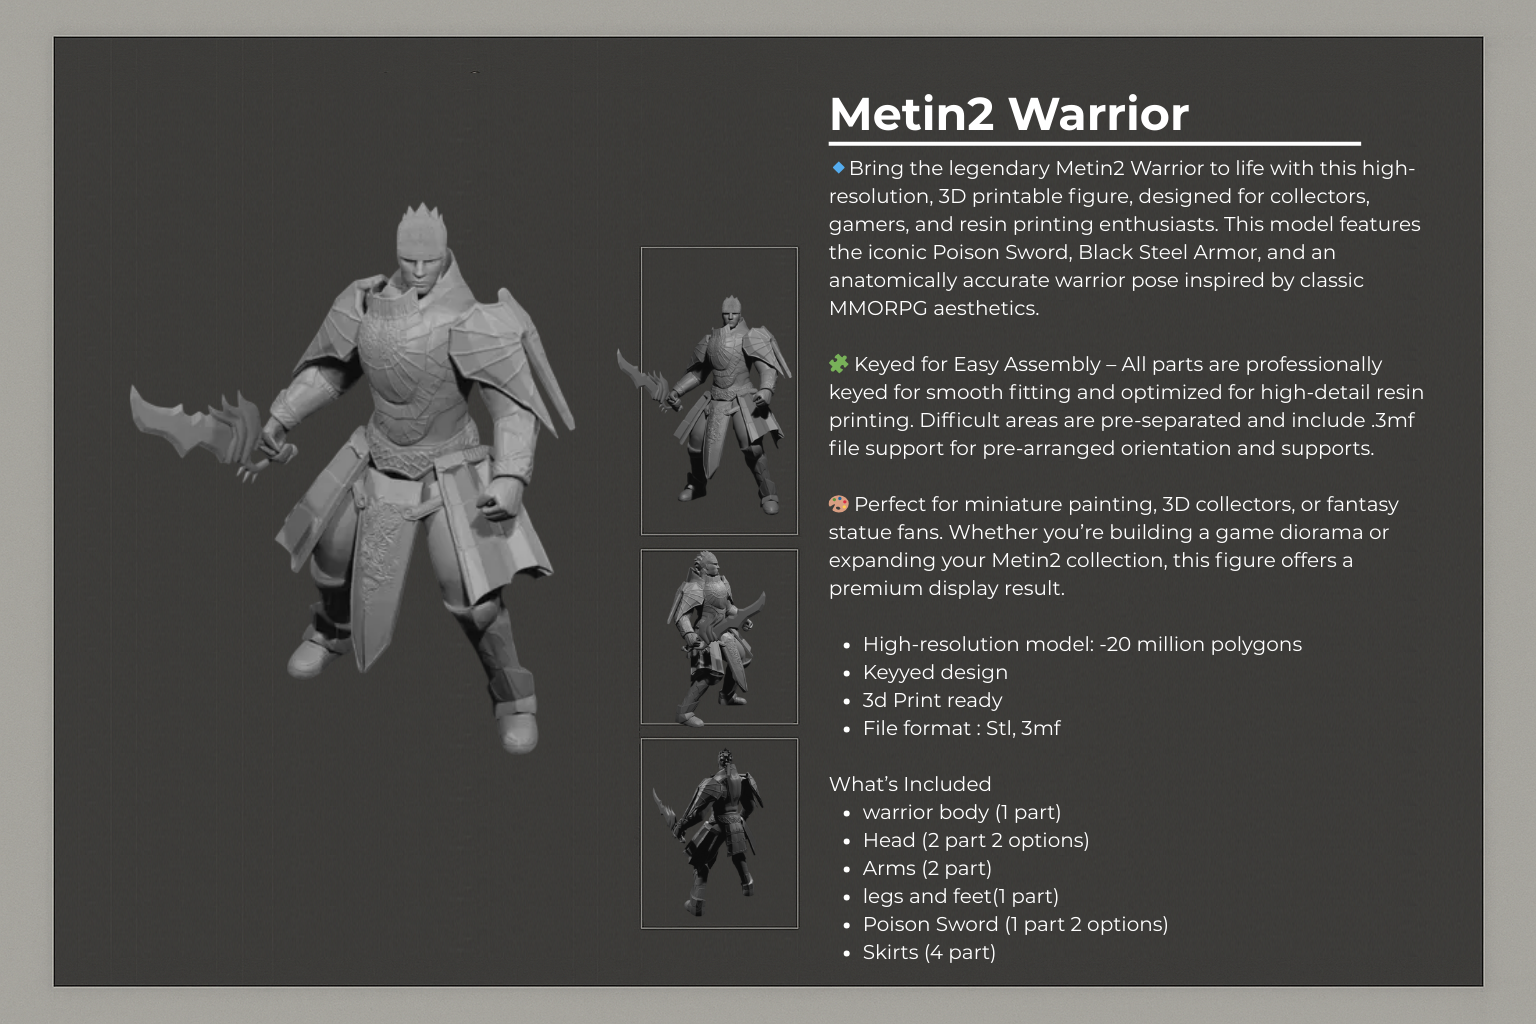 Metin2 Warrior
🔹Bring the legendary Metin2 Warrior to life with this high-
resolution, 3D printable figure, designed for collectors,
gamers, and resin printing enthusiasts. This model features
the iconic Poison Sword, Black Steel Armor, and an
anatomically accurate warrior pose inspired by classic
MMORPG aesthetics.
🧩 Keyed for Easy Assembly – All parts are professionally
keyed for smooth fitting and optimized for high-detail resin
printing. Difficult areas are pre-separated and include .3mf
file support for pre-arranged orientation and supports.
🎨 Perfect for miniature painting, 3D collectors, or fantasy
statue fans. Whether you’re building a game diorama or
expanding your Metin2 collection, this figure offers a
premium display result.
• High-resolution model: -20 million polygons
• Keyyed design
• 3d Print ready
• File format : Stl, 3mf
What’s Included
• warrior body (1 part)
• Head (2 part 2 options)
• Arms (2 part)
• legs and feet(1 part)
• Poison Sword (1 part 2 options)
• Skirts (4 part)